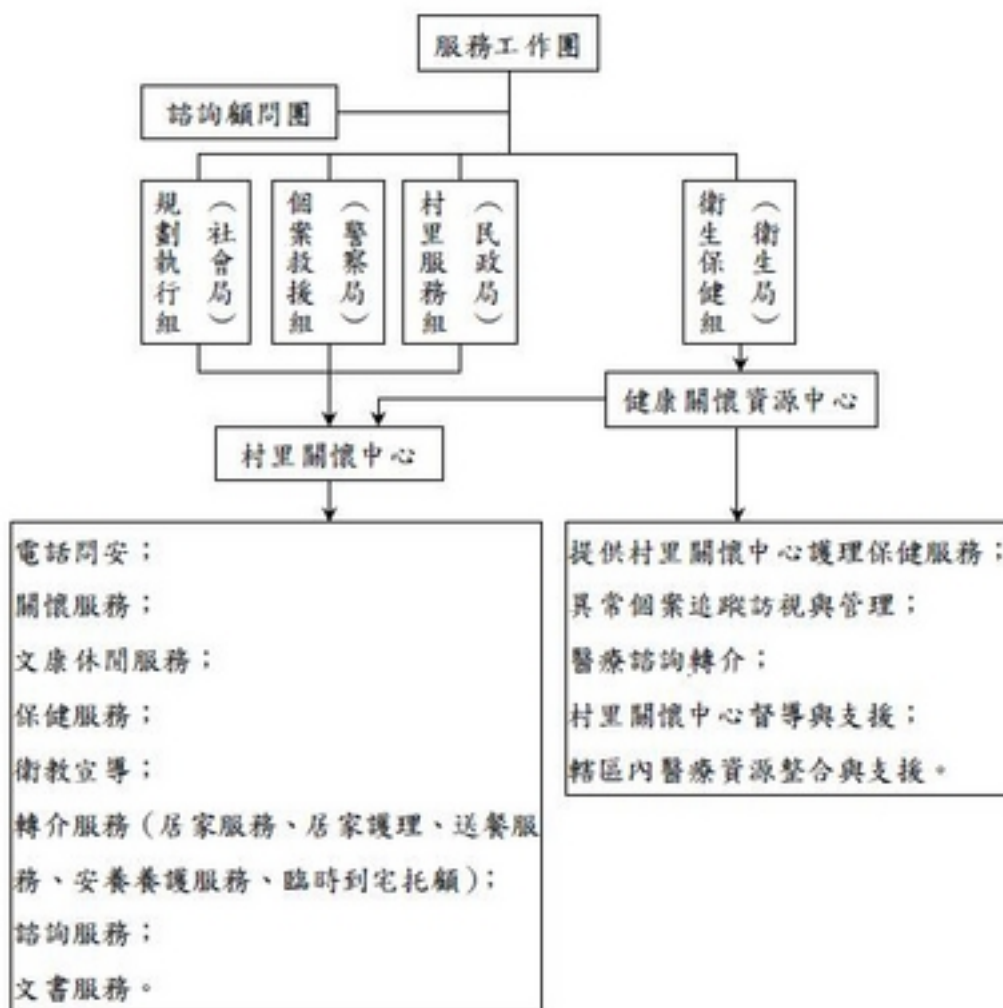 服務工作團
諮詢顧問團
規劃執行組
（社會局）
個案救援組
（警察局）
村里服務組
（民政局）
衛生保健組
（衛生局）
健康關懷資源中心
村里關懷中心
電話問安；
關懷服務；
文康休閒服務；
保健服務；
衛教宣導；
轉介服務（居家服務、居家護理、送餐服
務、安養養護服務、臨時到宅托顧）；
諮詢服務；
文書服務。
提供村里關懷中心護理保健服務；
異常個案追蹤訪視與管理；
醫療諮詢轉介；
村里關懷中心督導與支援；
轄區內醫療資源整合與支援。